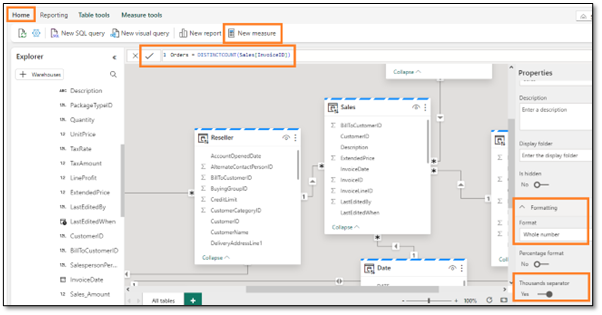 Home Reporting Table tools Measure tools
New SQL query New visual query New report New measure
Explorer
+ Warehouses
Description
PackageTypeID
Quantity
UnitPrice
TaxRate
TaxAmount
LineProfit
ExtendedPrice
LastEditedBy
LastEditedWhen
CustomerID
BillToCustomerID
SalespersonPer...
InvoiceDate
Sales_Amount
1 Orders = DISTINCTCOUNT(Sales[InvoiceID])
Collapse
Reseller
AccountOpenedDate
AlternateContactPersonID
BillToCustomerID
BuyingGroupID
CreditLimit
CustomerCategoryID
CustomerID
CustomerName
DeliveryAddressLine1
Collapse
Sales
BillToCustomerID
CustomerID
Description
ExtendedPrice
InvoiceDate
InvoiceID
InvoiceLineID
LastEditedBy
LastEditedWhen
Collapse
1
1
1
Date
All tables
+
100%
Properties
Description
Enter a description
Display folder
Enter the display folder
Is hidden
No
Formatting
Format
Whole number
Percentage format
No
Thousands separator
Yes